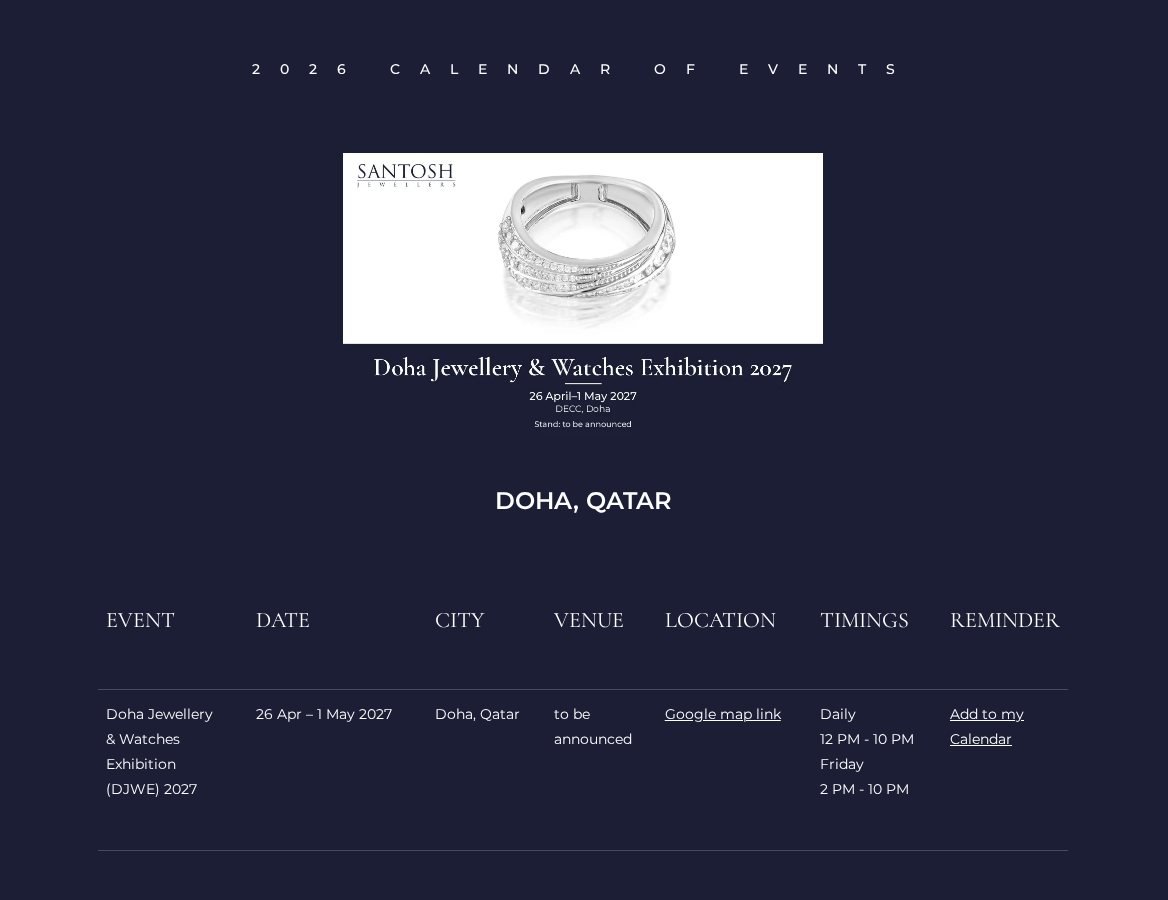 2026 CALENDAR OF EVENTS
SANTOSH
JEWELLERS
Doha Jewellery & Watches Exhibition 2027
26 April–1 May 2027
DECC, Doha
Stand: to be announced
DOHA, QATAR
EVENT DATE CITY VENUE LOCATION TIMINGS REMINDER
Doha Jewellery 26 Apr – 1 May 2027 Doha, Qatar to be Google map link Daily Add to my
& Watches announced 12 PM - 10 PM Calendar
Exhibition Friday
(DJWE) 2027 2 PM - 10 PM